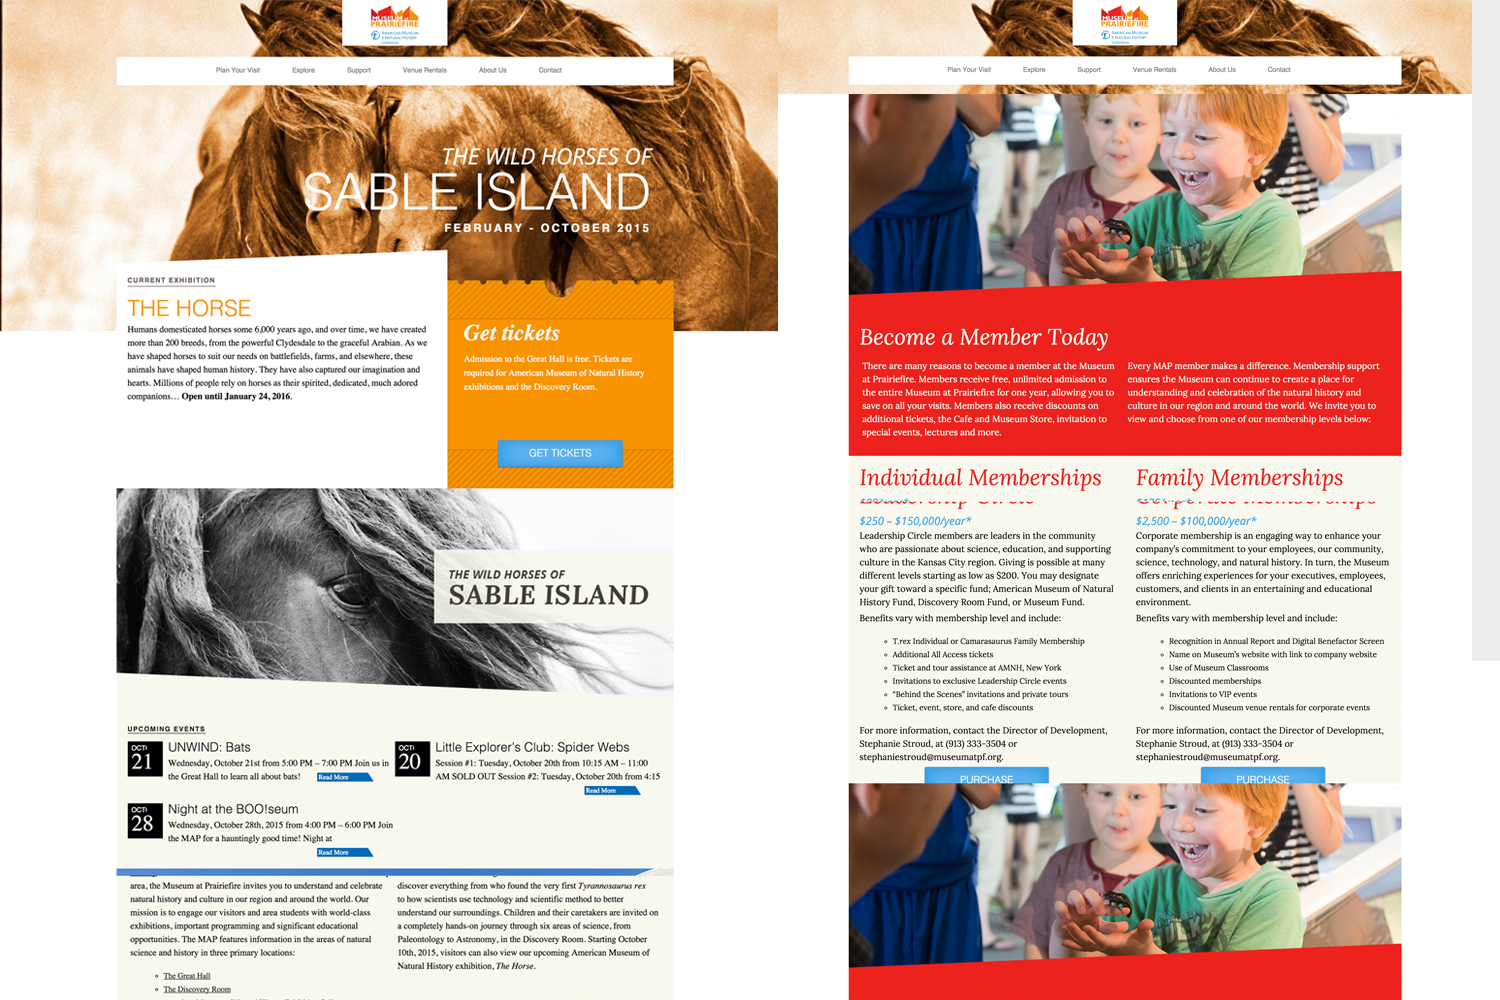 MUSEUM AT
PRAIRIEFIRE
AMERICAN MUSEUM
& NATURAL HISTORY
Plan Your Visit Explore Support Venue Rentals About Us Contact
THE WILD HORSES OF
SABLE ISLAND
FEBRUARY - OCTOBER 2015
CURRENT EXHIBITION
THE HORSE
Humans domesticated horses some 6,000 years ago, and over time, we have created
more than 200 breeds, from the powerful Clydesdale to the graceful Arabian. As we
have shaped horses to suit our needs on battlefields, farms, and elsewhere, these
animals have shaped human history. They have also captured our imagination and
hearts. Millions of people rely on horses as their spirited, dedicated, much adored
companions… Open until January 24, 2016.
Get tickets
Admission to the Great Hall is free. Tickets are
required for American Museum of Natural History
exhibitions and the Discovery Room.
GET TICKETS
THE WILD HORSES OF
SABLE ISLAND
UPCOMING EVENTS
OCT
21
UNWIND: Bats
Wednesday, October 21st from 5:00 PM – 7:00 PM Join us in
the Great Hall to learn all about bats!
Read More
OCT
20
Little Explorer's Club: Spider Webs
Session #1: Tuesday, October 20th from 10:15 AM – 11:00
AM SOLD OUT Session #2: Tuesday, October 20th from 4:15
Read More
OCT
28
Night at the BOO!seum
Wednesday, October 28th, 2015 from 4:00 PM – 6:00 PM Join
the MAP for a hauntingly good time! Night at
Read More
area, the Museum at Prairiefire invites you to understand and celebrate
natural history and culture in our region and around the world. Our
mission is to engage our visitors and area students with world-class
exhibitions, important programming and significant educational
opportunities. The MAP features information in the areas of natural
science and history in three primary locations:
The Great Hall
The Discovery Room
discover everything from who found the very first Tyrannosaurus rex
to how scientists use technology and scientific method to better
understand our surroundings. Children and their caretakers are invited on
a completely hands-on journey through six areas of science, from
Paleontology to Astronomy, in the Discovery Room. Starting October
10th, 2015, visitors can also view our upcoming American Museum of
Natural History exhibition, The Horse.
MUSEUM AT
PRAIRIEFIRE
AMERICAN MUSEUM
& NATURAL HISTORY
Plan Your Visit Explore Support Venue Rentals About Us Contact
Become a Member Today
There are many reasons to become a member at the Museum
at Prairiefire. Members receive free, unlimited admission to
the entire Museum at Prairiefire for one year, allowing you to
save on all your visits. Members also receive discounts on
additional tickets, the Cafe and Museum Store, invitation to
special events, lectures and more.
Every MAP member makes a difference. Membership support
ensures the Museum can continue to create a place for
understanding and celebration of the natural history and
culture in our region and around the world. We invite you to
view and choose from one of our membership levels below:
Individual Memberships
$250 – $150,000/year*
Leadership Circle members are leaders in the community
who are passionate about science, education, and supporting
culture in the Kansas City region. Giving is possible at many
different levels starting as low as $200. You may designate
your gift toward a specific fund; American Museum of Natural
History Fund, Discovery Room Fund, or Museum Fund.
Benefits vary with membership level and include:
T.rex Individual or Camarasaurus Family Membership
Additional All Access tickets
Ticket and tour assistance at AMNH, New York
Invitations to exclusive Leadership Circle events
"Behind the Scenes" invitations and private tours
Ticket, event, store, and cafe discounts
For more information, contact the Director of Development,
Stephanie Stroud, at (913) 333-3504 or
stephaniestroud@museumatpf.org.
PURCHASE
Family Memberships
$2,500 – $100,000/year*
Corporate membership is an engaging way to enhance your
company's commitment to your employees, our community,
science, technology, and natural history. In turn, the Museum
offers enriching experiences for your executives, employees,
customers, and clients in an entertaining and educational
environment.
Benefits vary with membership level and include:
Recognition in Annual Report and Digital Benefactor Screen
Name on Museum's website with link to company website
Use of Museum Classrooms
Discounted memberships
Invitations to VIP events
Discounted Museum venue rentals for corporate events
For more information, contact the Director of Development,
Stephanie Stroud, at (913) 333-3504 or
stephaniestroud@museumatpf.org.
PURCHASE